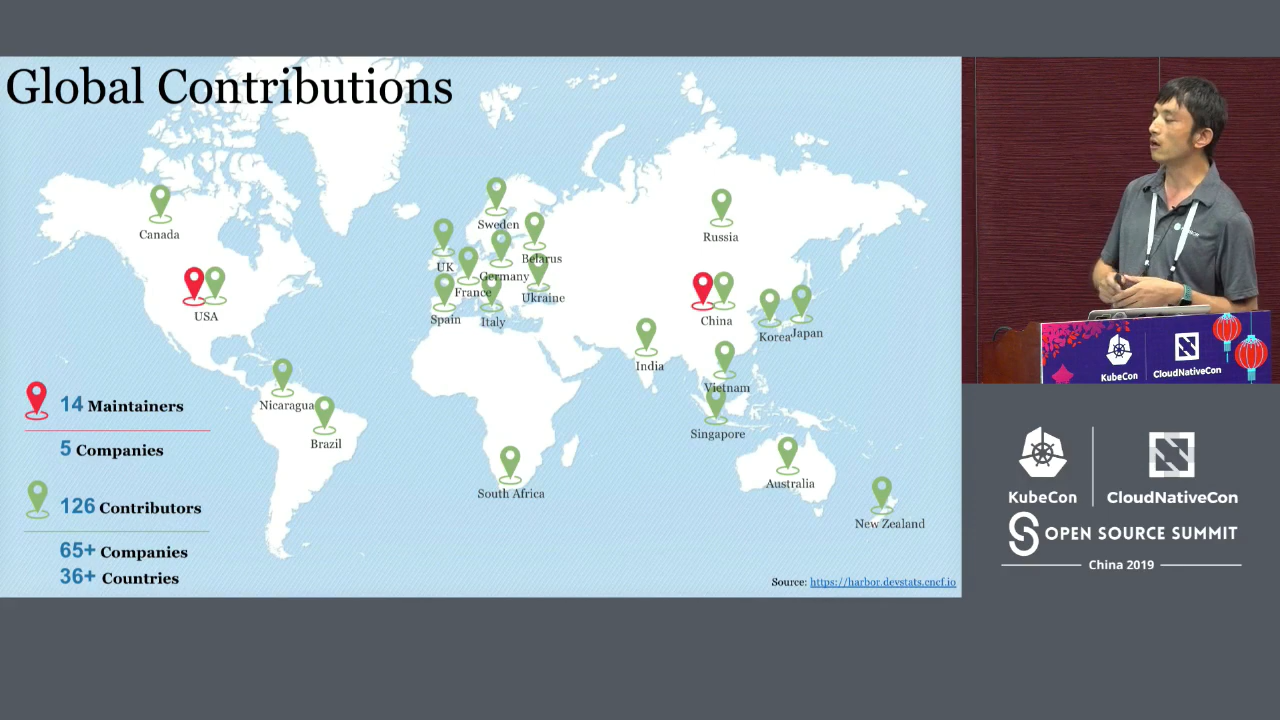 Global Contributions
Canada
USA
Nicaragua
Brazil
Sweden
UK
Belarus
Germany
France
Ukraine
Spain
Italy
South Africa
Russia
China
Korea
Japan
India
Vietnam
Singapore
Australia
New Zealand
14 Maintainers
5 Companies
126 Contributors
65+ Companies
36+ Countries
Source: https://harbor.devstats.cncf.io
KubeCon
CloudNativeCon
KubeCon
CloudNativeCon
OPEN SOURCE SUMMIT
China 2019